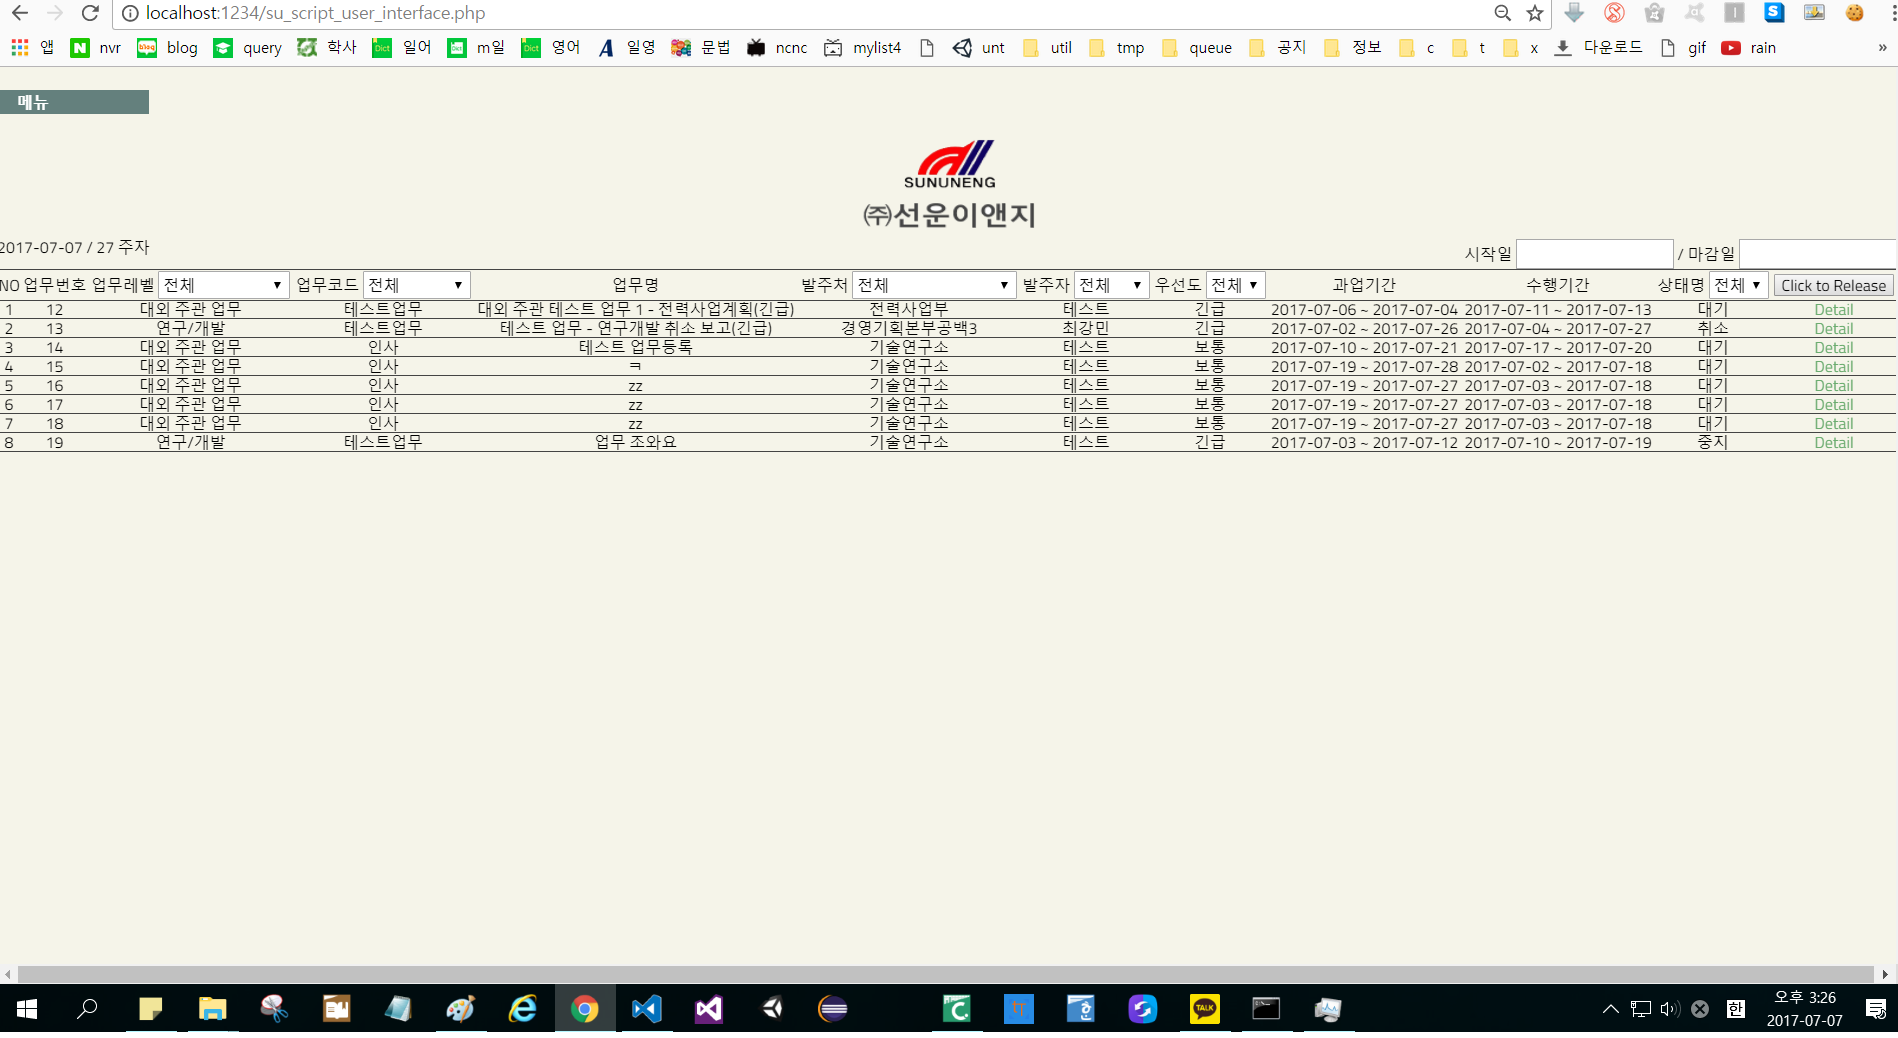 localhost:1234/su_script_user_interface.php
앱 nvr blog query 학사 일어 m일 영어 일영 문법 ncnc mylist4 unt util tmp queue 공지 정보 c t x 다운로드 gif rain »
메뉴
SUNUNENG
㈜선운이앤지
2017-07-07 / 27 주자
시작일 / 마감일
NO 업무번호 업무레벨 전체 업무코드 전체 업무명 발주처 전체 발주자 전체 우선도 전체 과업기간 수행기간 상태명 전체 Click to Release
1 12 대외 주관 업무 테스트업무 대외 주관 테스트 업무 1 - 전력사업계획(긴급) 전력사업부 테스트 긴급 2017-07-06 ~ 2017-07-04 2017-07-11 ~ 2017-07-13 대기 Detail
2 13 연구/개발 테스트업무 테스트 업무 - 연구개발 취소 보고(긴급) 경영기획본부공백3 최강민 긴급 2017-07-02 ~ 2017-07-26 2017-07-04 ~ 2017-07-27 취소 Detail
3 14 대외 주관 업무 인사 테스트 업무등록 기술연구소 테스트 보통 2017-07-10 ~ 2017-07-21 2017-07-17 ~ 2017-07-20 대기 Detail
4 15 대외 주관 업무 인사 ㅋ 기술연구소 테스트 보통 2017-07-19 ~ 2017-07-28 2017-07-02 ~ 2017-07-18 대기 Detail
5 16 대외 주관 업무 인사 zz 기술연구소 테스트 보통 2017-07-19 ~ 2017-07-27 2017-07-03 ~ 2017-07-18 대기 Detail
6 17 대외 주관 업무 인사 zz 기술연구소 테스트 보통 2017-07-19 ~ 2017-07-27 2017-07-03 ~ 2017-07-18 대기 Detail
7 18 대외 주관 업무 인사 zz 기술연구소 테스트 보통 2017-07-19 ~ 2017-07-27 2017-07-03 ~ 2017-07-18 대기 Detail
8 19 연구/개발 테스트업무 업무 조와요 기술연구소 테스트 긴급 2017-07-03 ~ 2017-07-12 2017-07-10 ~ 2017-07-19 중지 Detail
한 오후 3:26
2017-07-07